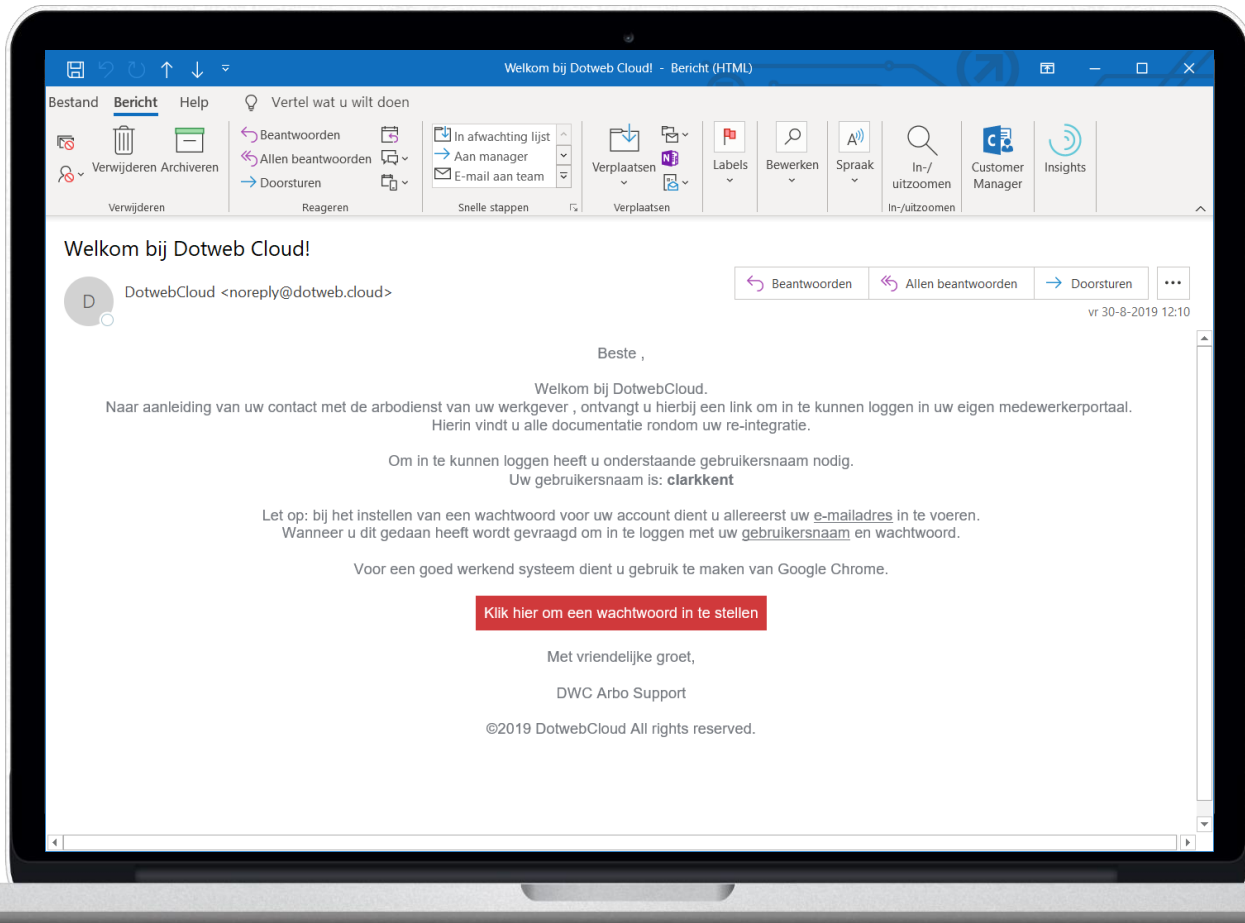 Welkom bij Dotweb Cloud! - Bericht (HTML)
Bestand Bericht Help Vertel wat u wilt doen
Verwijderen Archiveren
Verwijderen
Beantwoorden
Allen beantwoorden
Doorsturen
Reageren
In afwachting lijst
Aan manager
E-mail aan team
Snelle stappen
Verplaatsen
N
Verplaatsen
Labels
Bewerken
A
Spraak
In-/
uitzoomen
In-/uitzoomen
C
Customer
Manager
Insights
Welkom bij Dotweb Cloud!
D
DotwebCloud <noreply@dotweb.cloud>
Beantwoorden Allen beantwoorden Doorsturen
vr 30-8-2019 12:10
Beste ,
Welkom bij DotwebCloud.
Naar aanleiding van uw contact met de arbodienst van uw werkgever , ontvangt u hierbij een link om in te kunnen loggen in uw eigen medewerkerportaal.
Hierin vindt u alle documentatie rondom uw re-integratie.
Om in te kunnen loggen heeft u onderstaande gebruikersnaam nodig.
Uw gebruikersnaam is: clarkkent
Let op: bij het instellen van een wachtwoord voor uw account dient u allereerst uw e-mailadres in te voeren.
Wanneer u dit gedaan heeft wordt gevraagd om in te loggen met uw gebruikersnaam en wachtwoord.
Voor een goed werkend systeem dient u gebruik te maken van Google Chrome.
Klik hier om een wachtwoord in te stellen
Met vriendelijke groet,
DWC Arbo Support
©2019 DotwebCloud All rights reserved.